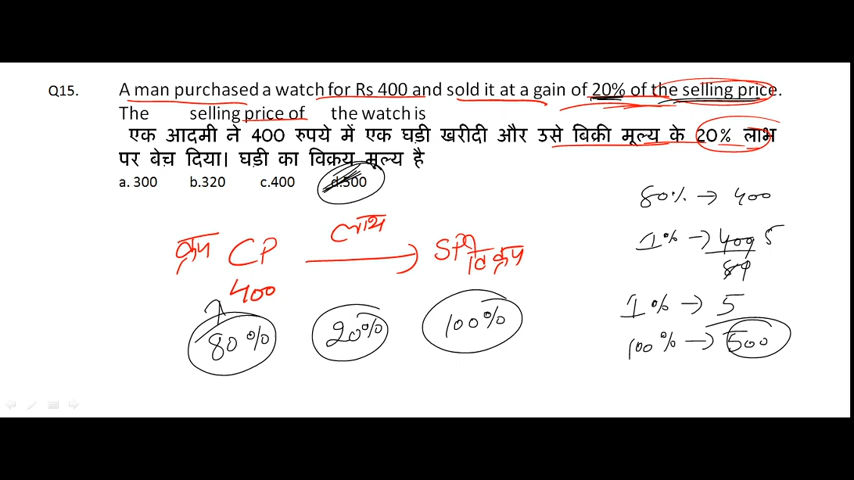 Q15. A man purchased a watch for Rs 400 and sold it at a gain of 20% of the selling price.
The selling price of the watch is
एक आदमी ने 400 रुपये में एक घड़ी खरीदी और उसे विक्री मूल्य के 20% लाभ
पर बेच दिया। घड़ी का विक्रय मूल्य है
a. 300 b.320 c.400 d.500
80% → 400
1% → 400 5
80
1% → 5
100% → 500
क्रय CP लाभ SP विक्रय
400
80% 20% 100%